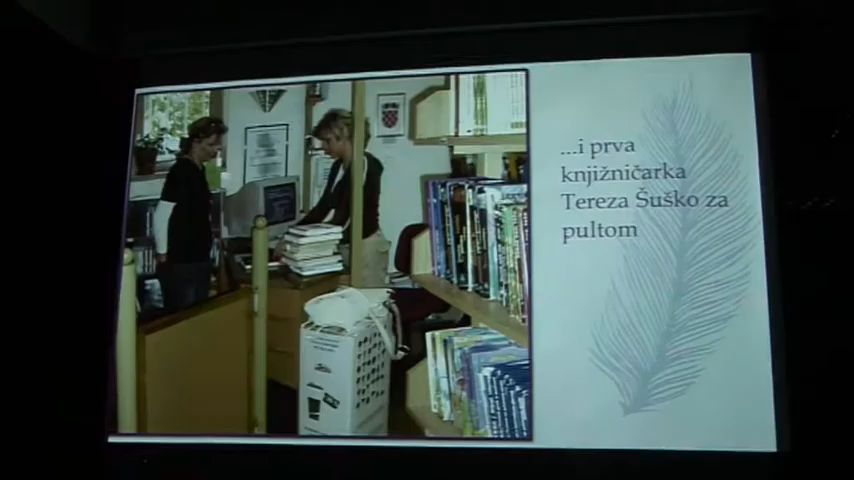 ...i prva
knjižničarka
Tereza Šuško za
pultom